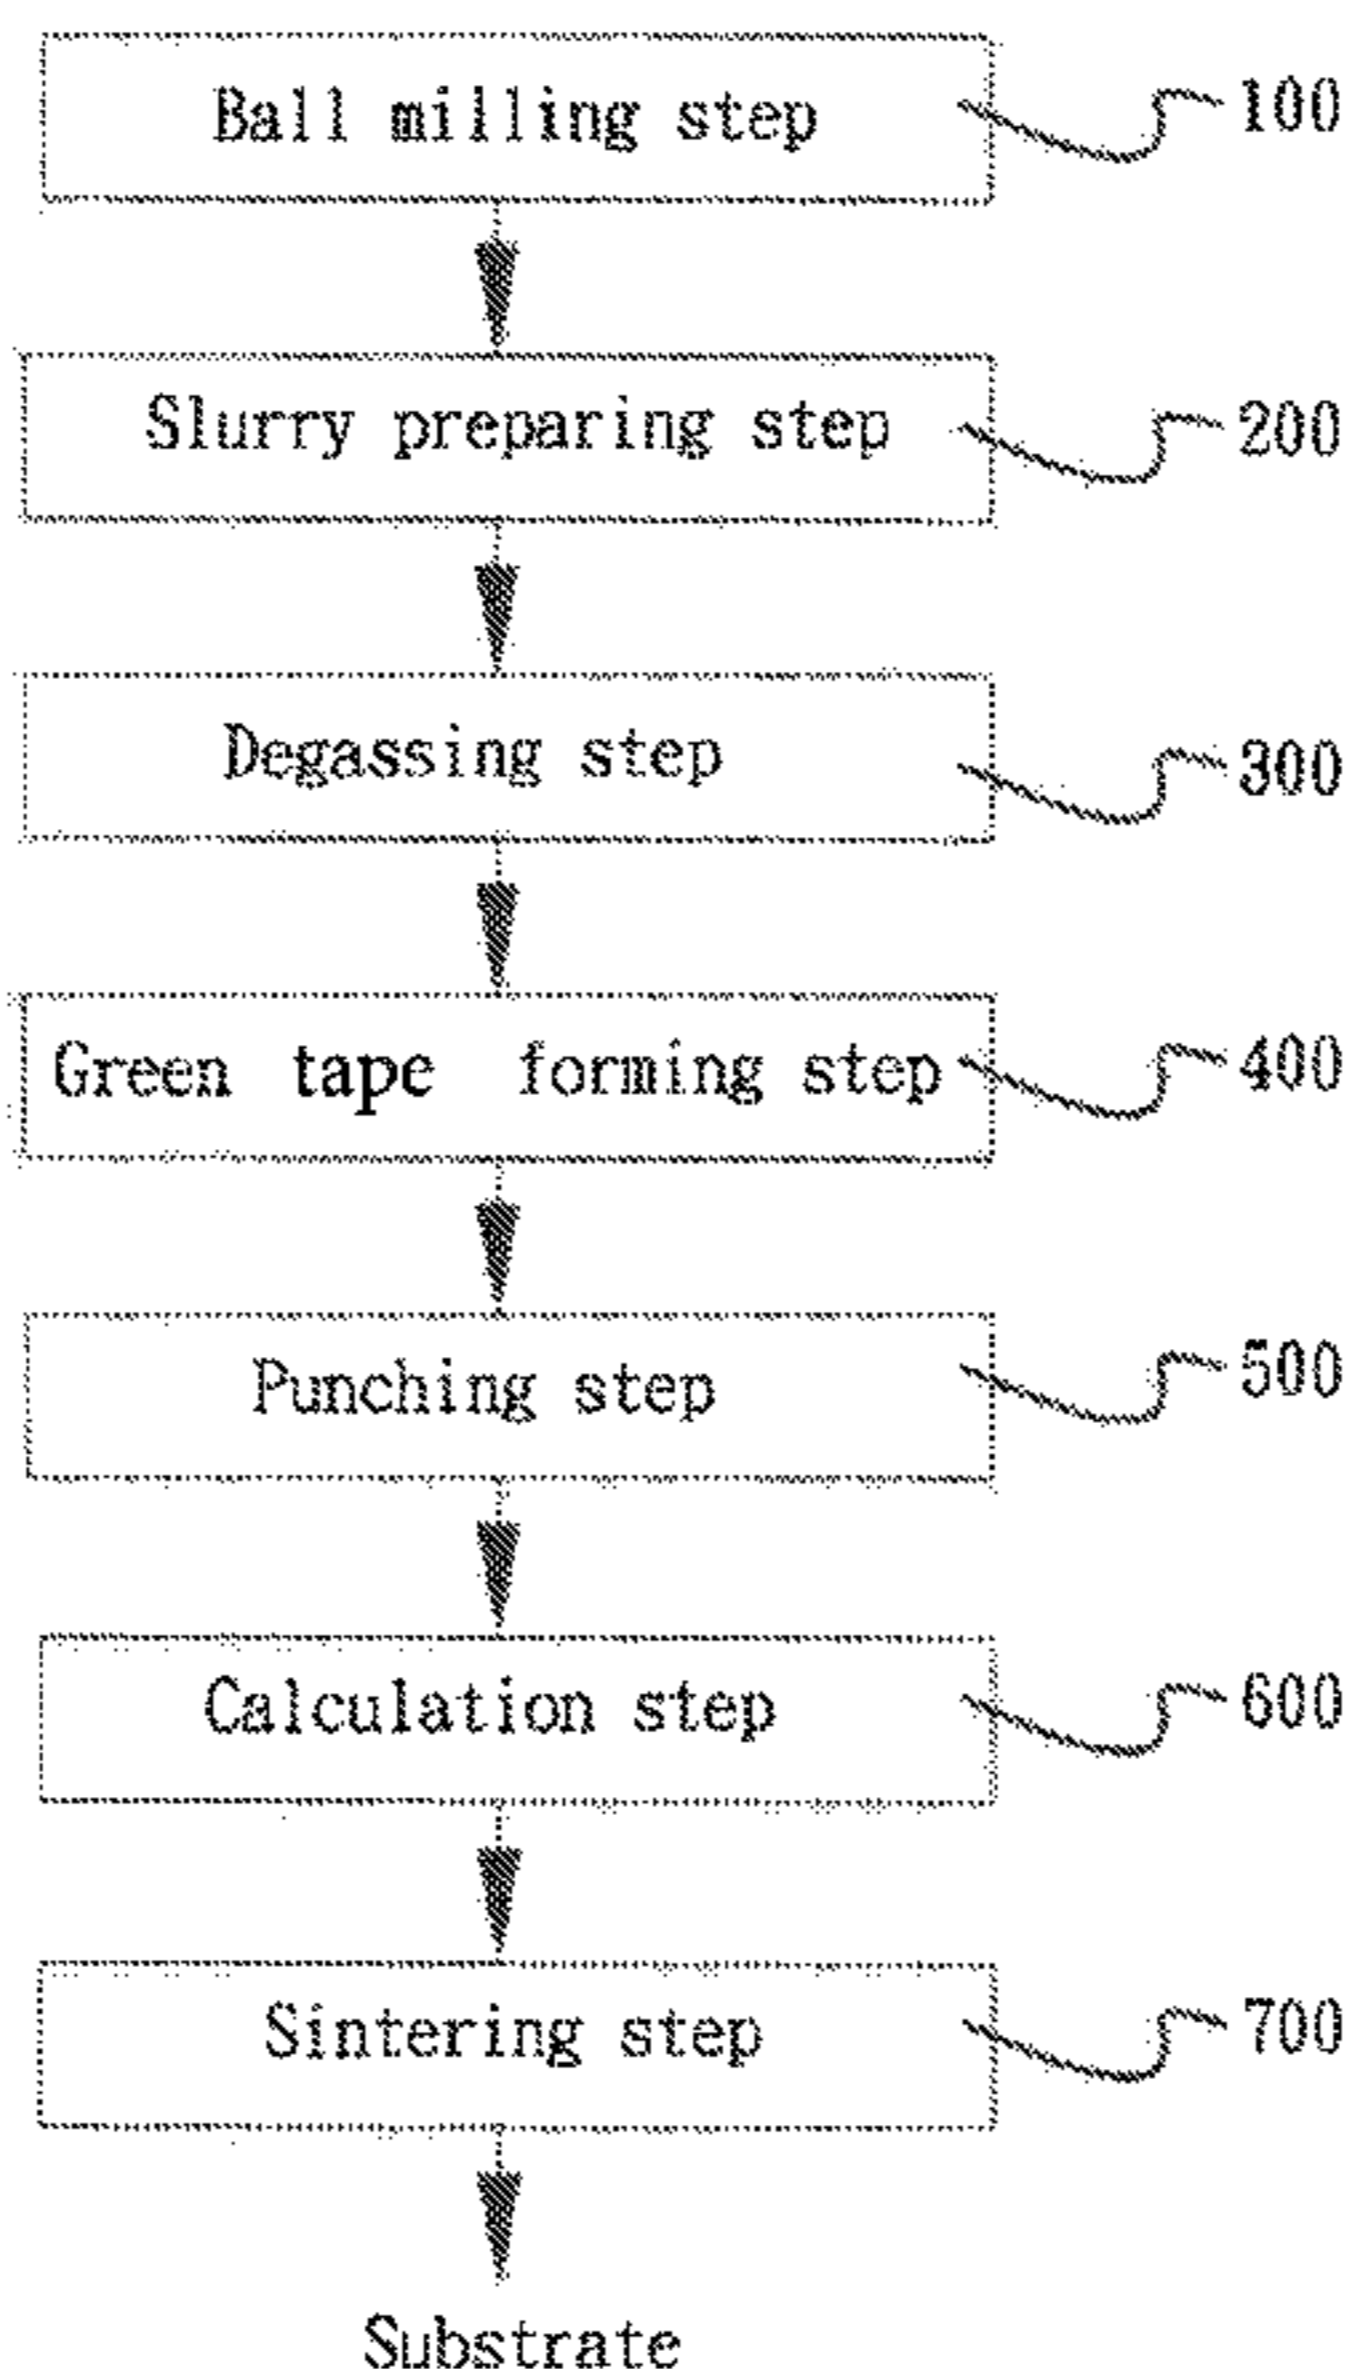 Ball milling step 100
Slurry preparing step 200
Degassing step 300
Green tape forming step 400
Punching step 500
Calculation step 600
Sintering step 700
Substrate